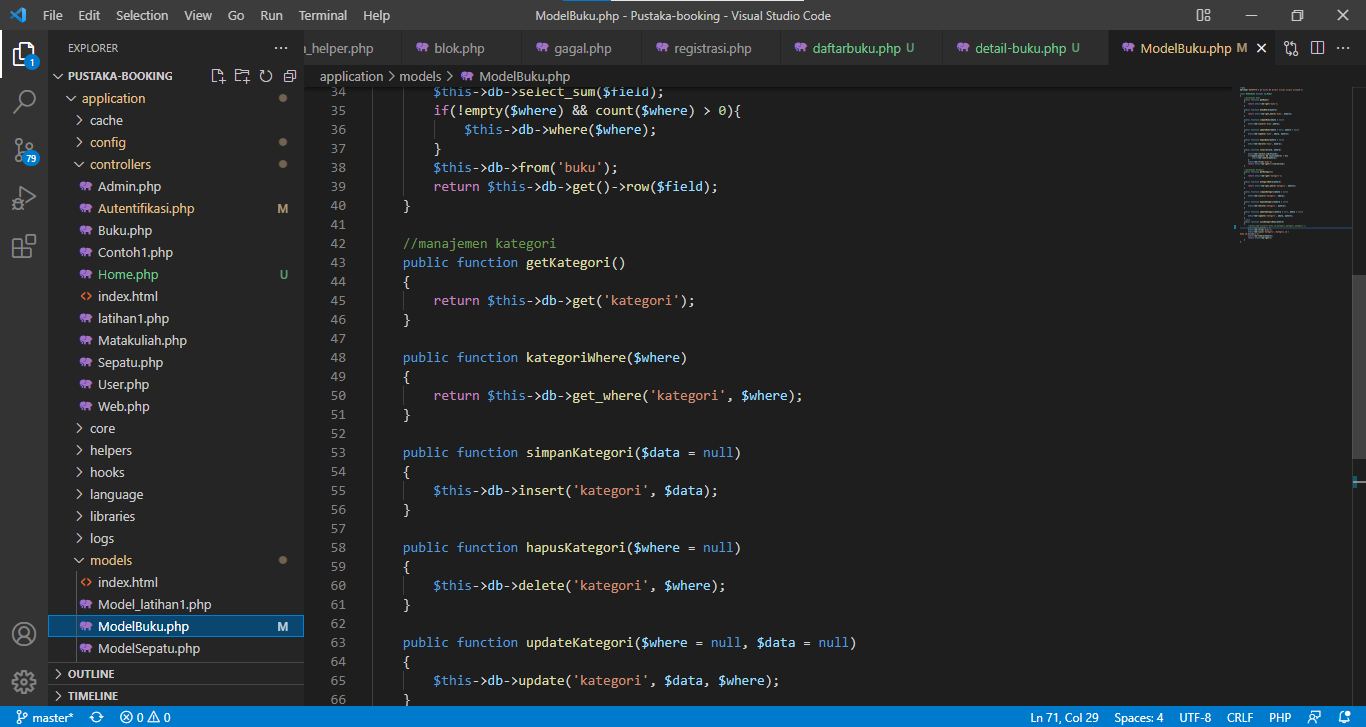 File Edit Selection View Go Run Terminal Help
ModelBuku.php - Pustaka-booking - Visual Studio Code
EXPLORER
_helper.php
blok.php
gagal.php
registrasi.php
daftarbuku.php U
detail-buku.php U
ModelBuku.php M
application > models > ModelBuku.php
1
79
PUSTAKA-BOOKING
application
cache
config
controllers
Admin.php
Autentifikasi.php M
Buku.php
Contoh1.php
Home.php U
index.html
latihan1.php
Matakuliah.php
Sepatu.php
User.php
Web.php
core
helpers
hooks
language
libraries
logs
models
index.html
Model_latihan1.php
ModelBuku.php M
ModelSepatu.php
OUTLINE
TIMELINE
34 $this->db->select_sum($field);
35 if(!empty($where) && count($where) > 0){
36 $this->db->where($where);
37 }
38 $this->db->from('buku');
39 return $this->db->get()->row($field);
40 }
41
42 //manajemen kategori
43 public function getKategori()
44 {
45 return $this->db->get('kategori');
46 }
47
48 public function kategoriWhere($where)
49 {
50 return $this->db->get_where('kategori', $where);
51 }
52
53 public function simpanKategori($data = null)
54 {
55 $this->db->insert('kategori', $data);
56 }
57
58 public function hapusKategori($where = null)
59 {
60 $this->db->delete('kategori', $where);
61 }
62
63 public function updateKategori($where = null, $data = null)
64 {
65 $this->db->update('kategori', $data, $where);
66 }
master* 0 0 Ln 71, Col 29 Spaces: 4 UTF-8 CRLF PHP